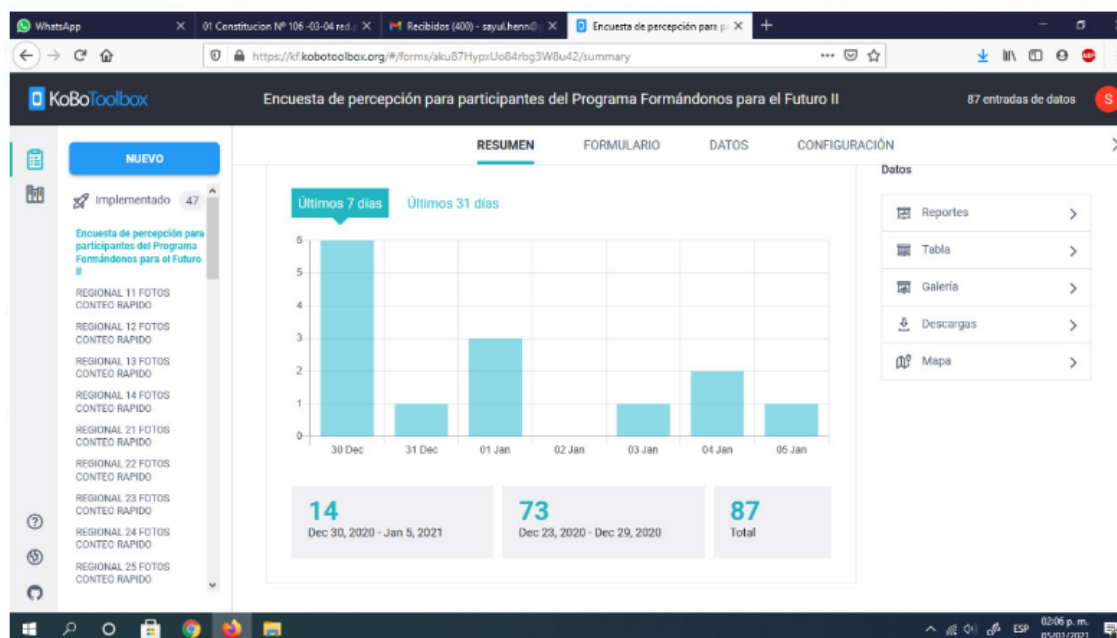 WhatsApp
01 Constitucion Nº 106 -03-04 red.
Recibidos (400) - sayul.henn@
Encuesta de percepción para p
https://kf.kobotoolbox.org/#/forms/aku87HypxUo84rbg3W8u42/summary
KoBoToolbox
Encuesta de percepción para participantes del Programa Formándonos para el Futuro II
87 entradas de datos
S
NUEVO
RESUMEN FORMULARIO DATOS CONFIGURACIÓN
Implementado 47
Encuesta de percepción para
participantes del Programa
Formándonos para el Futuro
II
REGIONAL 11 FOTOS
CONTEO RAPIDO
REGIONAL 12 FOTOS
CONTEO RAPIDO
REGIONAL 13 FOTOS
CONTEO RAPIDO
REGIONAL 14 FOTOS
CONTEO RAPIDO
REGIONAL 21 FOTOS
CONTEO RAPIDO
REGIONAL 22 FOTOS
CONTEO RAPIDO
REGIONAL 23 FOTOS
CONTEO RAPIDO
REGIONAL 24 FOTOS
CONTEO RAPIDO
REGIONAL 25 FOTOS
CONTEO RAPIDO
Últimos 7 días Últimos 31 días
6
5
4
3
2
1
0
30 Dec 31 Dec 01 Jan 02 Jan 03 Jan 04 Jan 05 Jan
14
Dec 30, 2020 - Jan 5, 2021
73
Dec 23, 2020 - Dec 29, 2020
87
Total
Datos
Reportes
Tabla
Galería
Descargas
Mapa
ESP
02:06 p. m.
05/01/2021